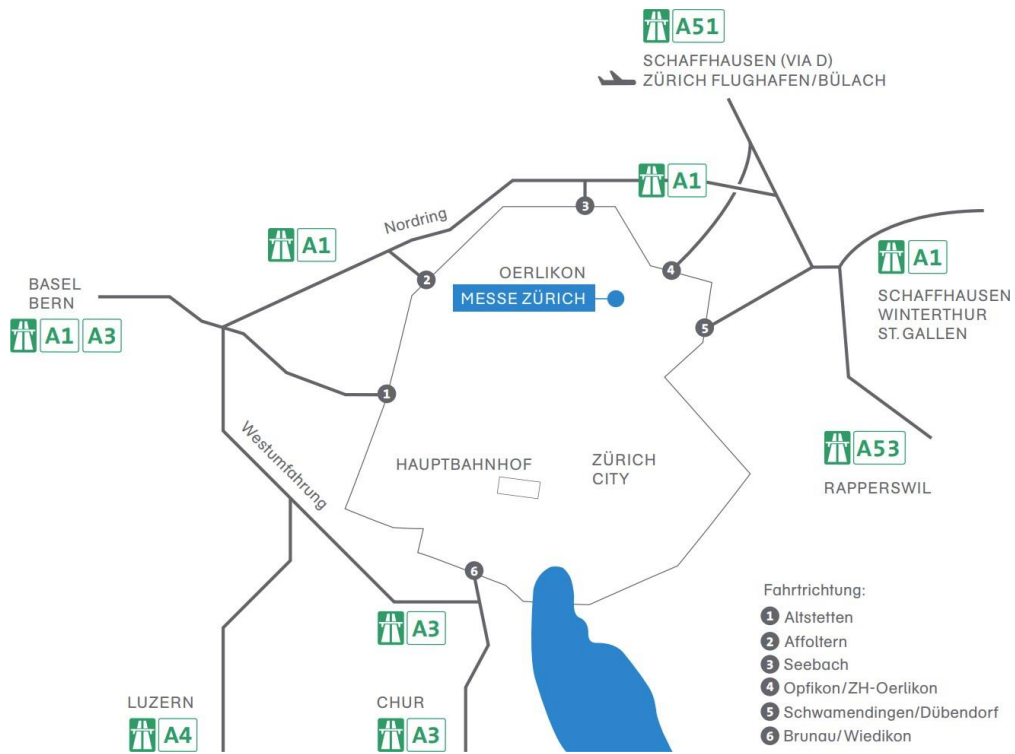 A51
SCHAFFHAUSEN (VIA D)
ZÜRICH FLUGHAFEN/BÜLACH
A1
3
Nordring
A1
2
OERLIKON
MESSE ZÜRICH
4
5
A1
SCHAFFHAUSEN
WINTERTHUR
ST. GALLEN
BASEL
BERN
A1 A3
1
Westumfahrung
HAUPTBAHNHOF
ZÜRICH
CITY
A53
RAPPERSWIL
6
A3
LUZERN
A4
CHUR
A3
Fahrtrichtung:
1 Altstetten
2 Affoltern
3 Seebach
4 Opfikon/ZH-Oerlikon
5 Schwamendingen/Dübendorf
6 Brunau/Wiedikon